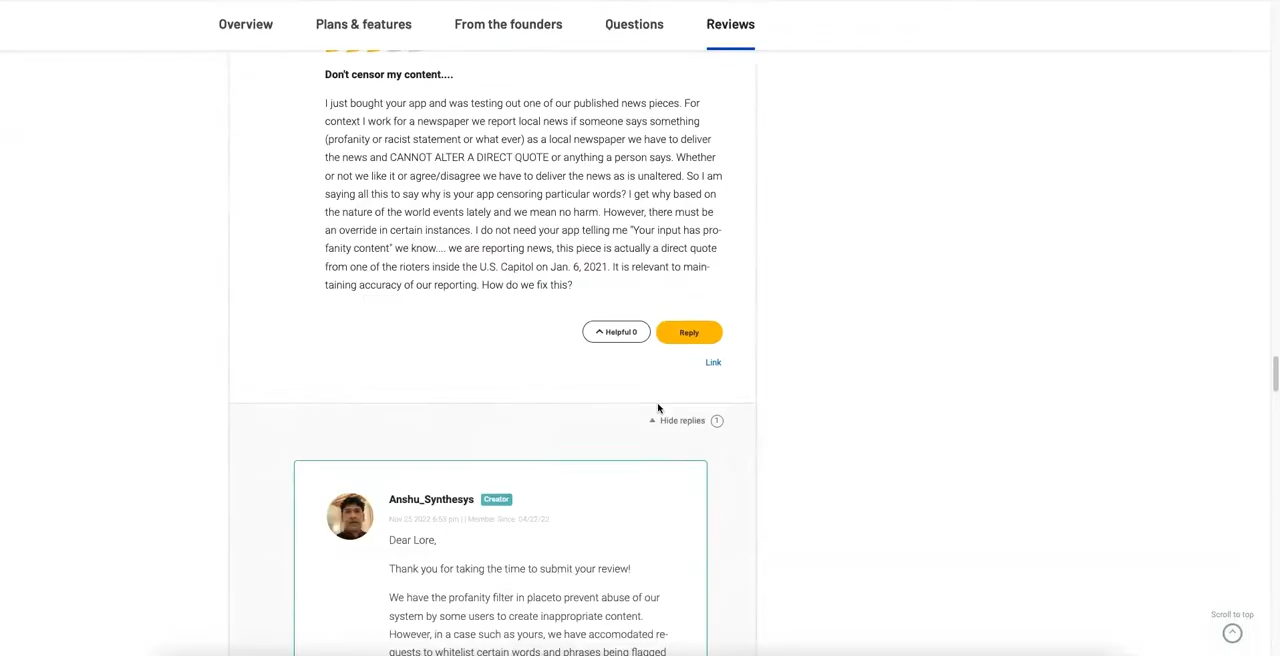 Overview Plans & features From the founders Questions Reviews
Don't censor my content....
I just bought your app and was testing out one of our published news pieces. For
context I work for a newspaper we report local news if someone says something
(profanity or racist statement or what ever) as a local newspaper we have to deliver
the news and CANNOT ALTER A DIRECT QUOTE or anything a person says. Whether
or not we like it or agree/disagree we have to deliver the news as is unaltered. So I am
saying all this to say why is your app censoring particular words? I get why based on
the nature of the world events lately and we mean no harm. However, there must be
an override in certain instances. I do not need your app telling me "Your input has pro-
fanity content" we know.... we are reporting news, this piece is actually a direct quote
from one of the rioters inside the U.S. Capitol on Jan. 6, 2021. It is relevant to main-
taining accuracy of our reporting. How do we fix this?
Helpful 0 Reply
Link
Hide replies 1
Anshu_Synthesys Creator
Nov 23 2022 6:59 pm || Member Since: 04/22/22
Dear Lore,
Thank you for taking the time to submit your review!
We have the profanity filter in placeto prevent abuse of our
system by some users to create inappropriate content.
Scroll to top
However, in a case such as yours, we have accomodated re-
quests to whitelist certain words and phrases being flagged